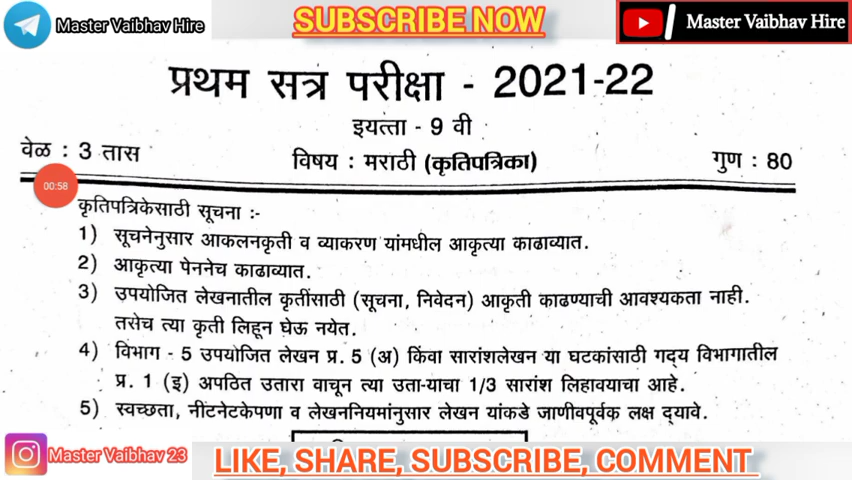 Master Vaibhav Hire
SUBSCRIBE NOW
Master Vaibhav Hire
प्रथम सत्र परीक्षा - 2021-22
इयत्ता - 9 वी
वेळ : 3 तास
विषय : मराठी (कृतिपत्रिका)
गुण : 80
00:58
कृतिपत्रिकेसाठी सूचना :-
1) सूचनेनुसार आकलनकृती व व्याकरण यांमधील आकृत्या काढाव्यात.
2) आकृत्या पेननेच काढाव्यात.
3) उपयोजित लेखनातील कृतींसाठी (सूचना, निवेदन) आकृती काढण्याची आवश्यकता नाही.
तसेच त्या कृती लिहून घेऊ नयेत.
4) विभाग - 5 उपयोजित लेखन प्र. 5 (अ) किंवा सारांशलेखन या घटकांसाठी गद्य विभागातील
प्र. 1 (इ) अपठित उतारा वाचून त्या उता-याचा 1/3 सारांश लिहावयाचा आहे.
5) स्वच्छता, नीटनेटकेपणा व लेखननियमांनुसार लेखन यांकडे जाणीवपूर्वक लक्ष द्यावे.
Master Vaibhav 23
LIKE, SHARE, SUBSCRIBE, COMMENT